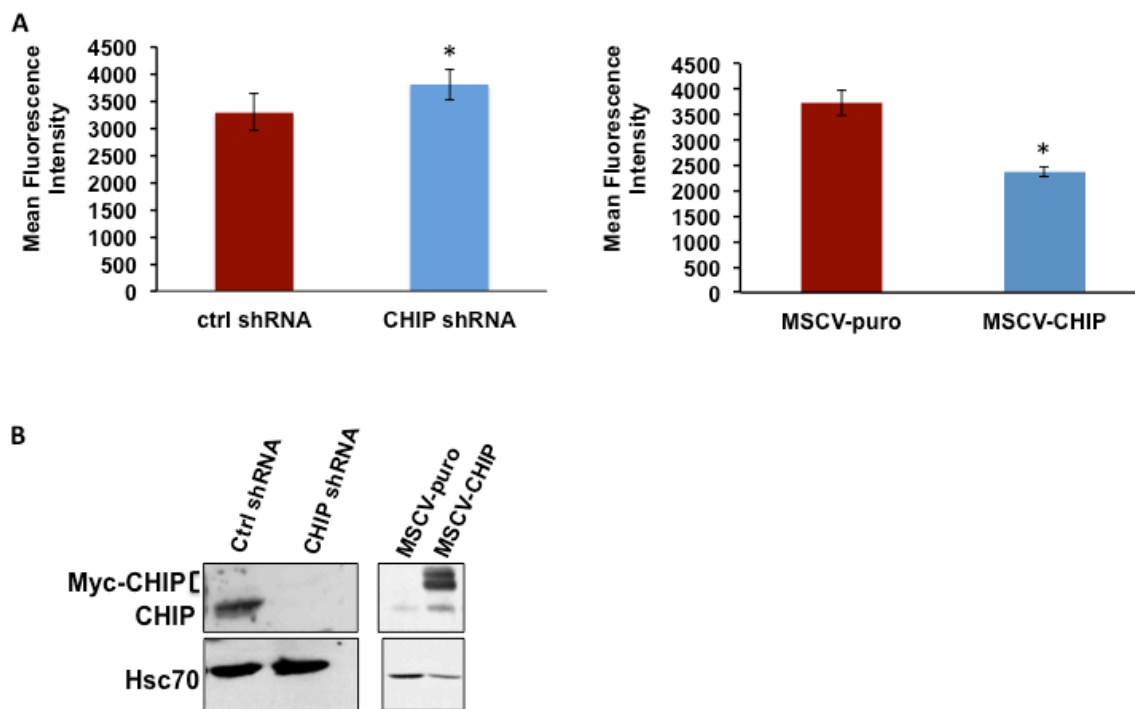 A
Mean Fluorescence
Intensity
4500
4000
3500
3000
2500
2000
1500
1000
500
0
*
ctrl shRNA
CHIP shRNA
Mean Fluorescence
Intensity
4500
4000
3500
3000
2500
2000
1500
1000
500
0
*
MSCV-puro
MSCV-CHIP
B
Ctrl shRNA
CHIP shRNA
MSCV-puro
MSCV-CHIP
Myc-CHIP[
CHIP
Hsc70